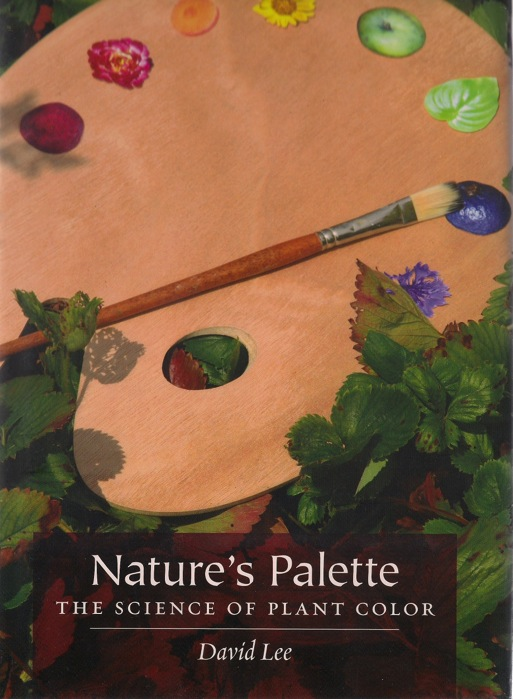 Nature's Palette
THE SCIENCE OF PLANT COLOR
David Lee